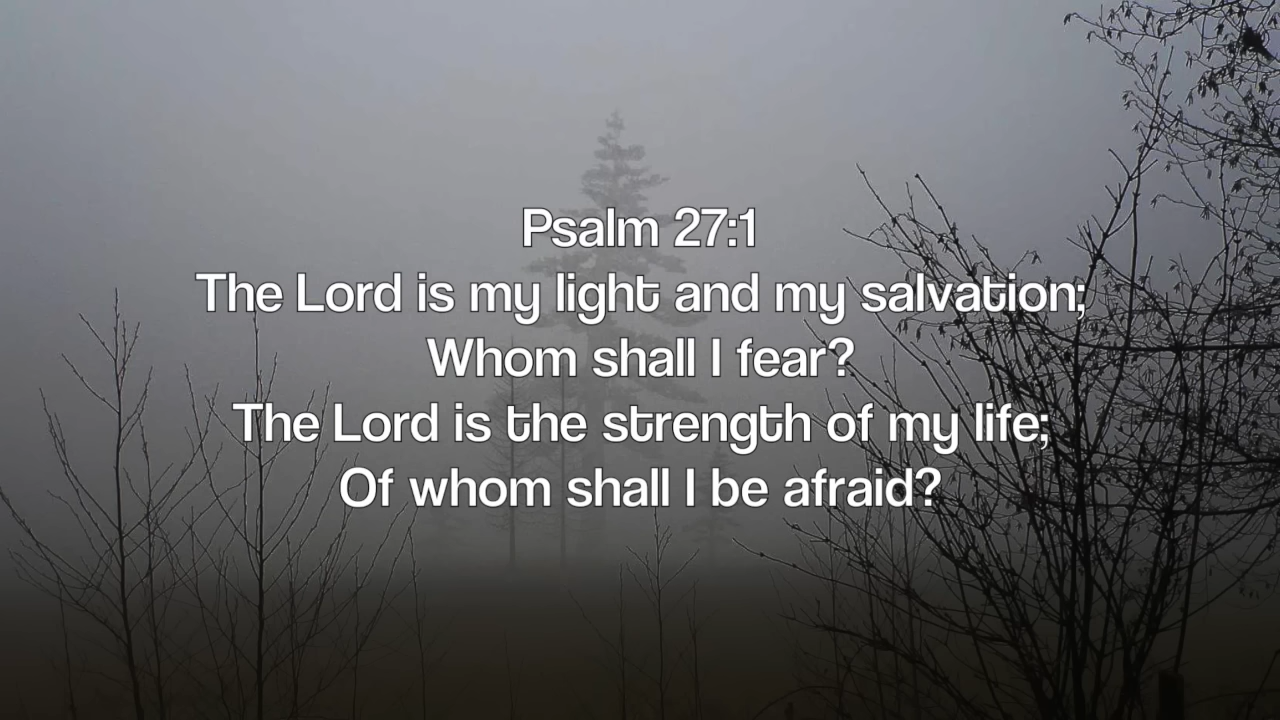 Psalm 27:1
The Lord is my light and my salvation;
Whom shall I fear?
The Lord is the strength of my life;
Of whom shall I be afraid?